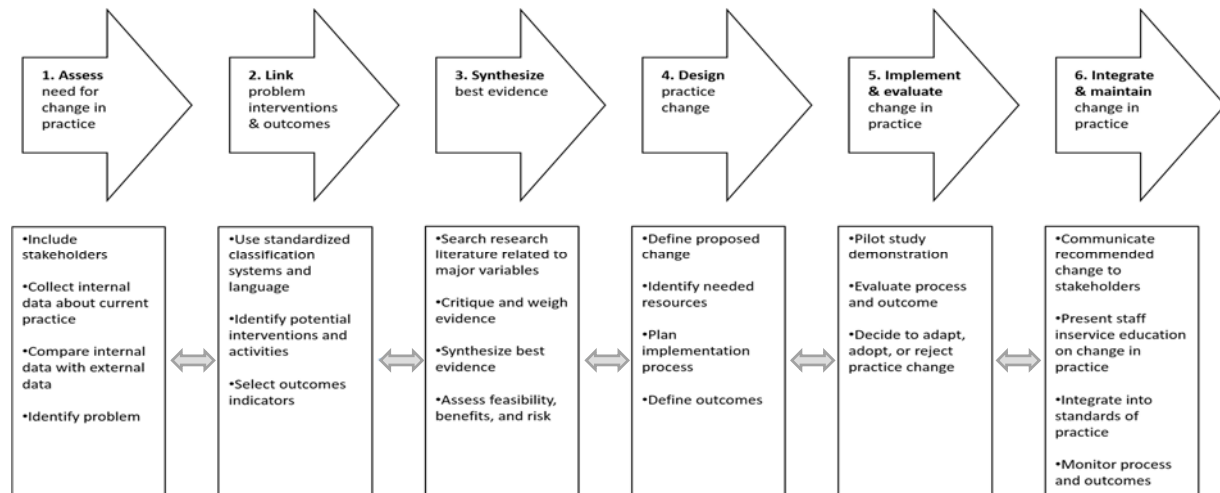 1. Assess
need for
change in
practice
2. Link
problem
interventions
& outcomes
3. Synthesize
best evidence
4. Design
practice
change
5. Implement
& evaluate
change in
practice
6. Integrate
& maintain
change in
practice
•Include
stakeholders
•Collect internal
data about current
practice
•Compare internal
data with external
data
•Identify problem
•Use standardized
classification
systems and
language
•Identify potential
interventions and
activities
•Select outcomes
indicators
•Search research
literature related to
major variables
•Critique and weigh
evidence
•Synthesize best
evidence
•Assess feasibility,
benefits, and risk
•Define proposed
change
•Identify needed
resources
•Plan
implementation
process
•Define outcomes
•Pilot study
demonstration
•Evaluate process
and outcome
•Decide to adapt,
adopt, or reject
practice change
•Communicate
recommended
change to
stakeholders
•Present staff
inservice education
on change in
practice
•Integrate into
standards of
practice
•Monitor process
and outcomes